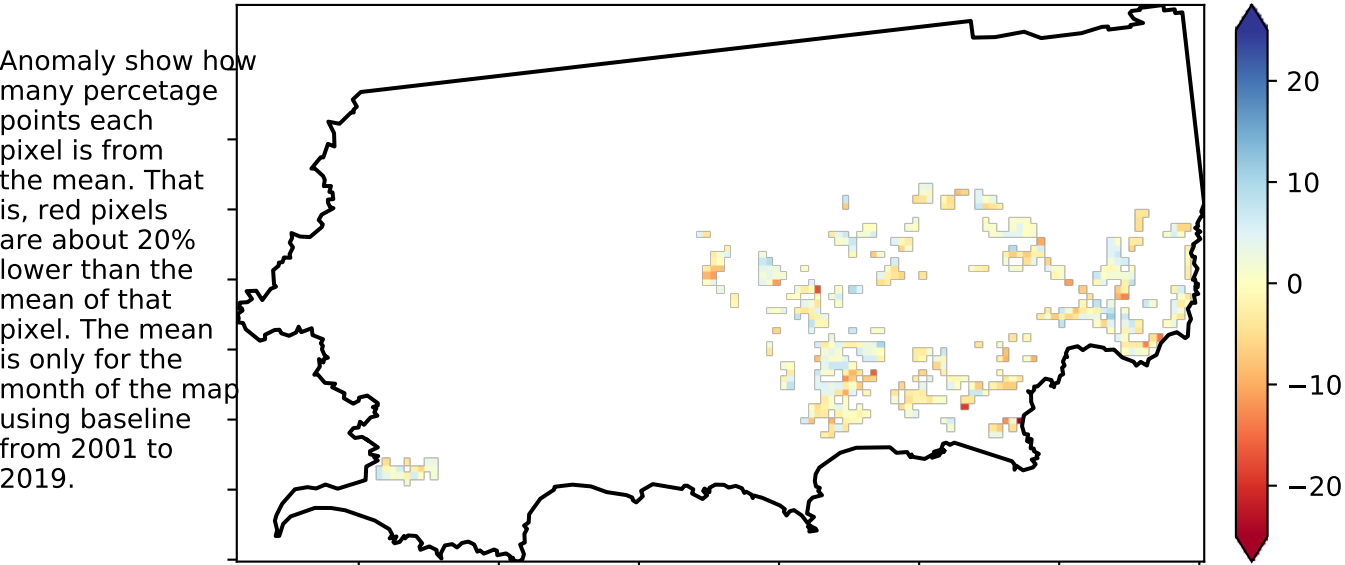 Anomaly show how
many percetage
points each
pixel is from
the mean. That
is, red pixels
are about 20%
lower than the
mean of that
pixel. The mean
is only for the
month of the map
using baseline
from 2001 to
2019.
20
10
0
−10
−20